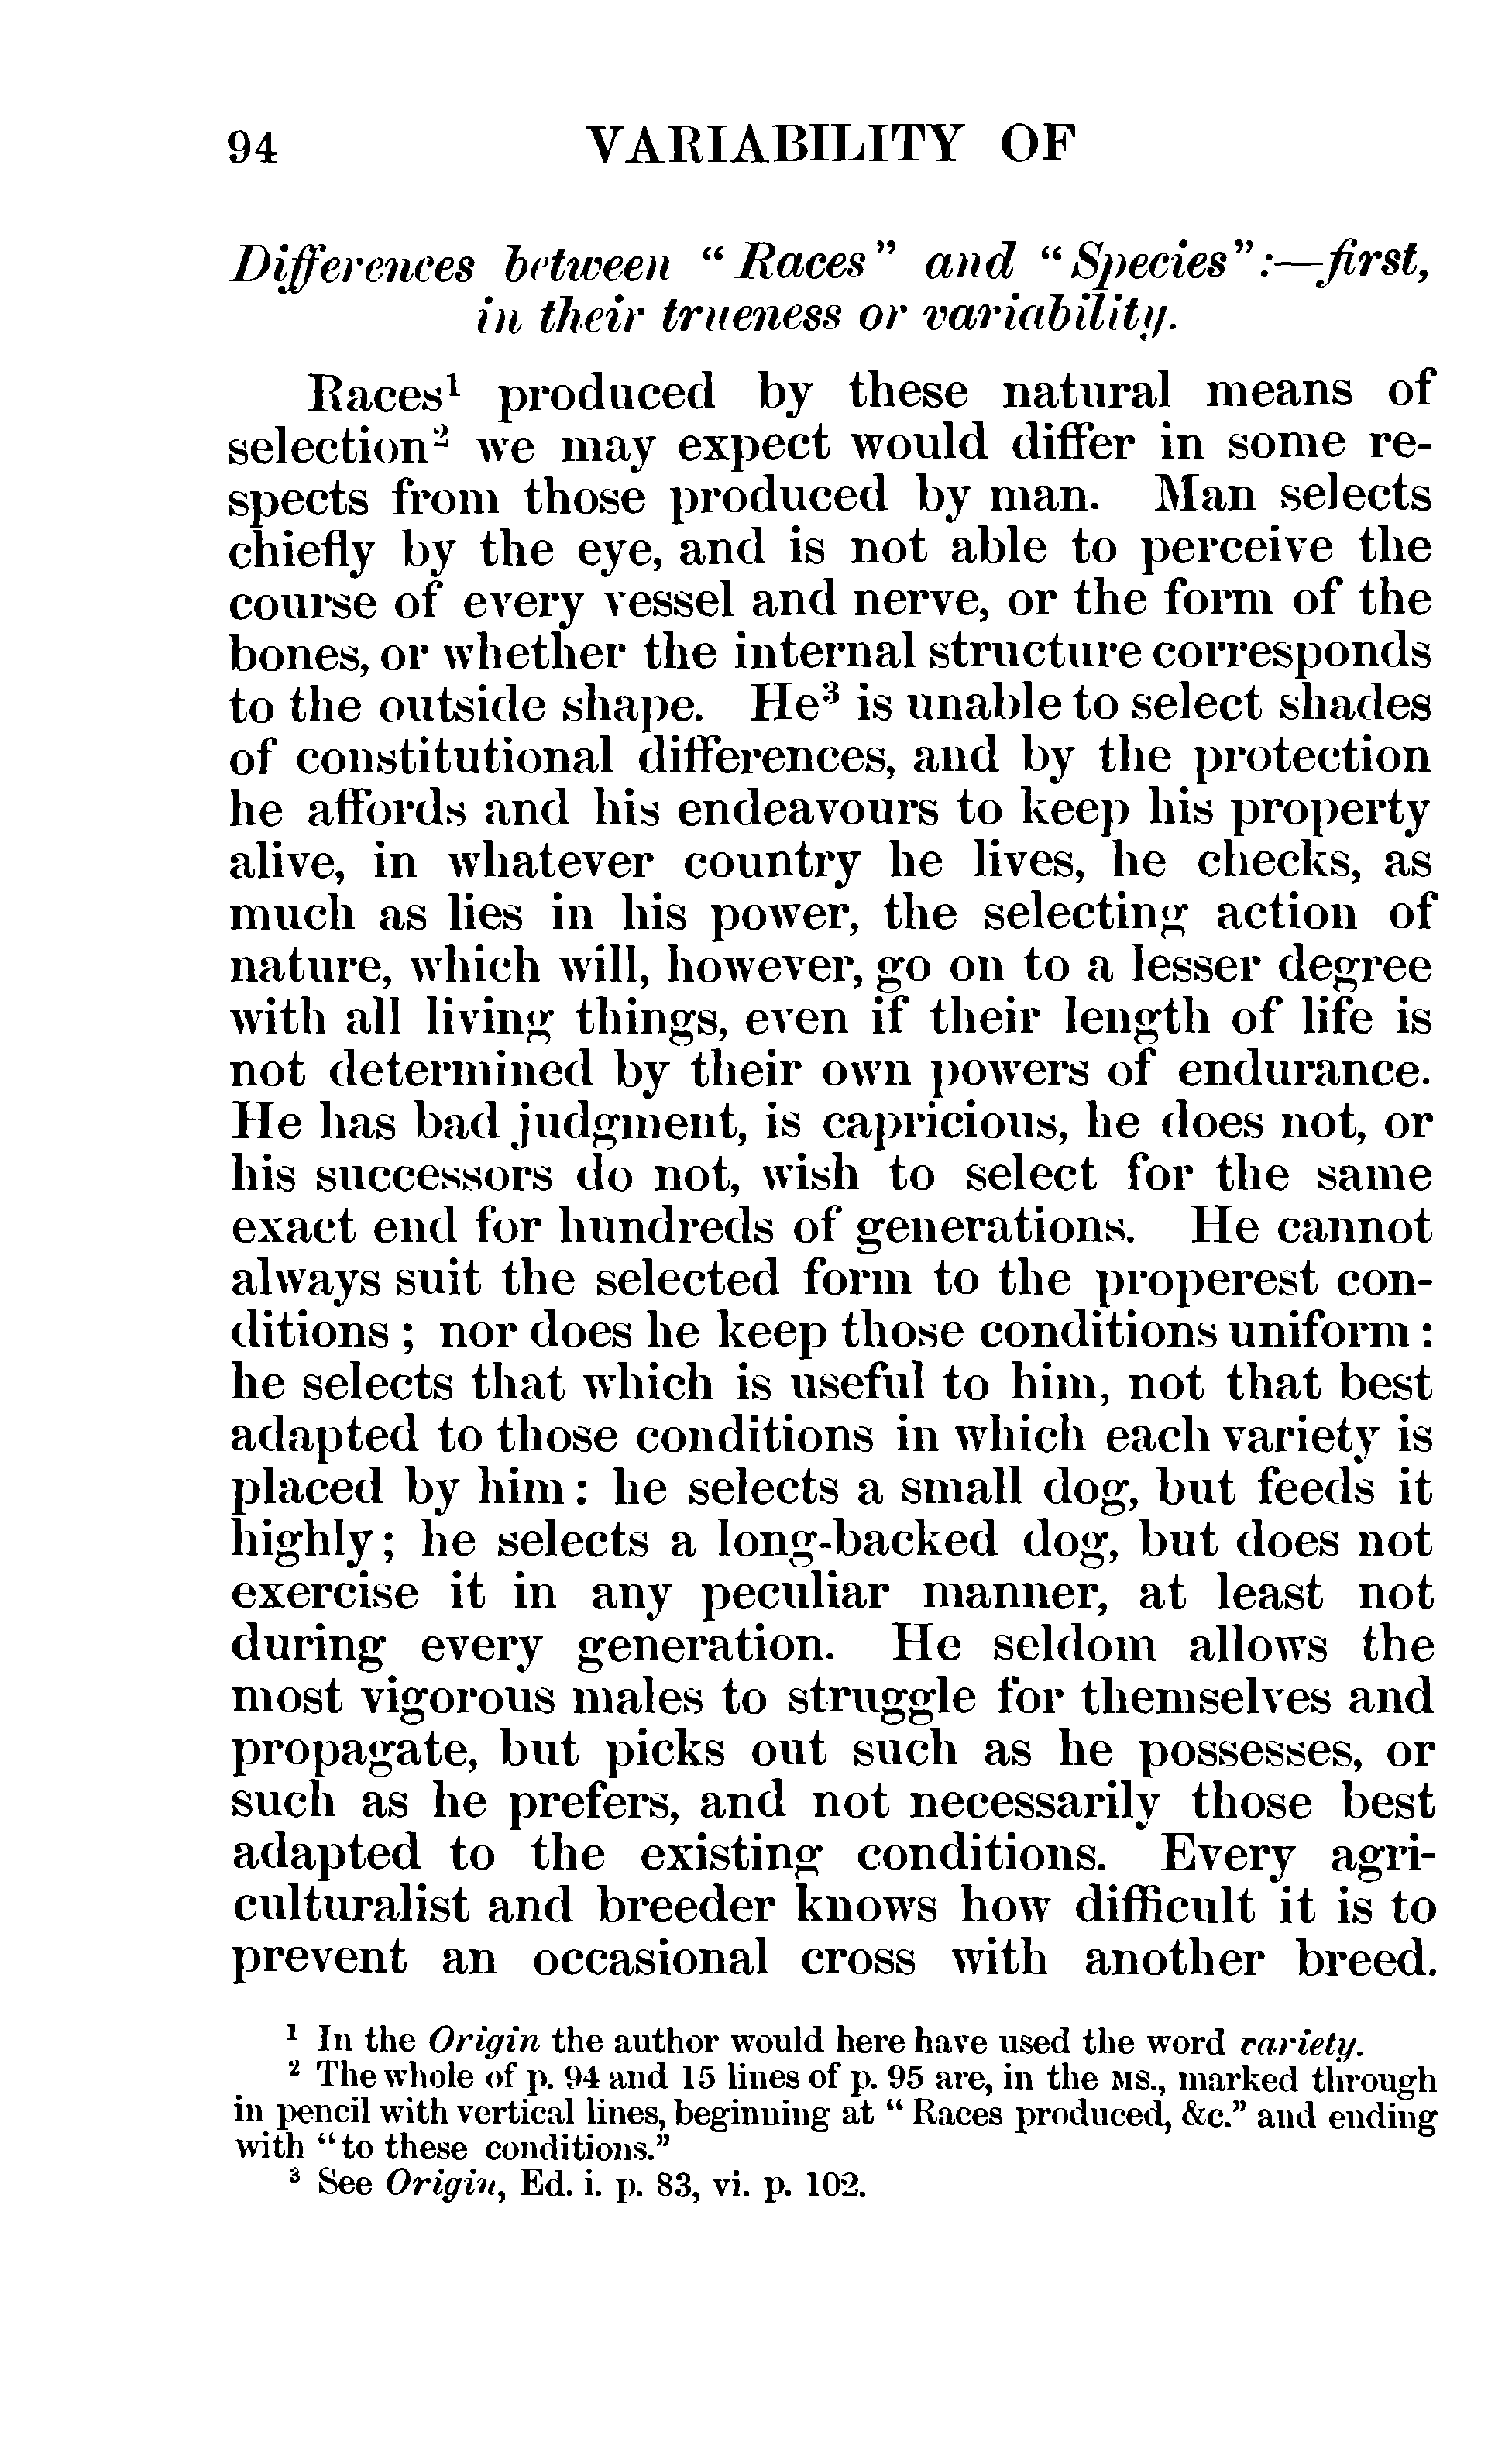 94 VARIABILITY OF
Differences between “Races” and “Species”:—first,
in their trueness or variability.
Races¹ produced by these natural means of
selection² we may expect would differ in some re-
spects from those produced by man. Man selects
chiefly by the eye, and is not able to perceive the
course of every vessel and nerve, or the form of the
bones, or whether the internal structure corresponds
to the outside shape. He³ is unable to select shades
of constitutional differences, and by the protection
he affords and his endeavours to keep his property
alive, in whatever country he lives, he checks, as
much as lies in his power, the selecting action of
nature, which will, however, go on to a lesser degree
with all living things, even if their length of life is
not determined by their own powers of endurance.
He has bad judgment, is capricious, he does not, or
his successors do not, wish to select for the same
exact end for hundreds of generations. He cannot
always suit the selected form to the properest con-
ditions ; nor does he keep those conditions uniform :
he selects that which is useful to him, not that best
adapted to those conditions in which each variety is
placed by him : he selects a small dog, but feeds it
highly ; he selects a long-backed dog, but does not
exercise it in any peculiar manner, at least not
during every generation. He seldom allows the
most vigorous males to struggle for themselves and
propagate, but picks out such as he possesses, or
such as he prefers, and not necessarily those best
adapted to the existing conditions. Every agri-
culturalist and breeder knows how difficult it is to
prevent an occasional cross with another breed.
¹ In the Origin the author would here have used the word variety.
² The whole of p. 94 and 15 lines of p. 95 are, in the MS., marked through
in pencil with vertical lines, beginning at “ Races produced, &c.” and ending
with “to these conditions.”
³ See Origin, Ed. i. p. 83, vi. p. 102.